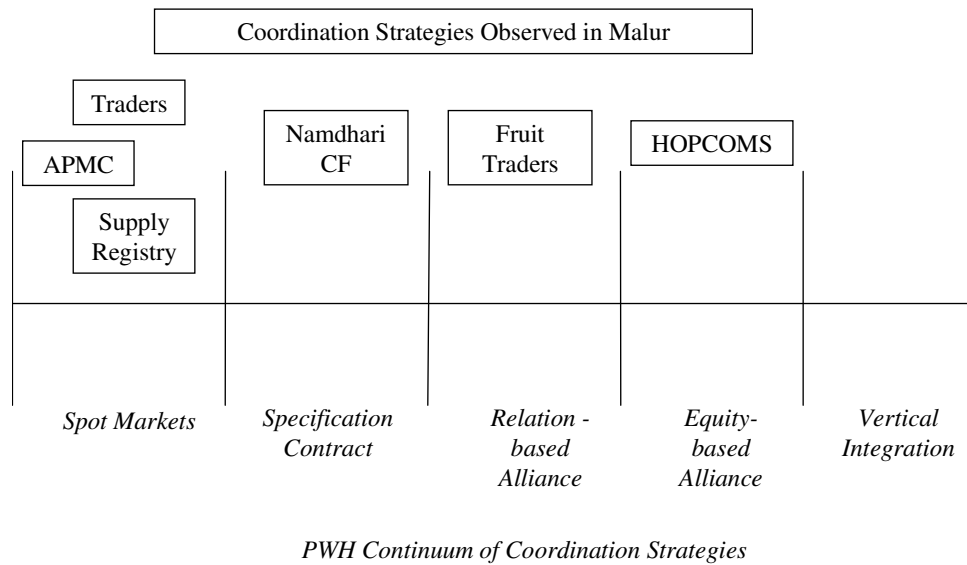 Coordination Strategies Observed in Malur
Traders
APMC
Supply
Registry
Namdhari
CF
Fruit
Traders
HOPCOMS
Spot Markets
Specification
Contract
Relation -
based
Alliance
Equity-
based
Alliance
Vertical
Integration
PWH Continuum of Coordination Strategies